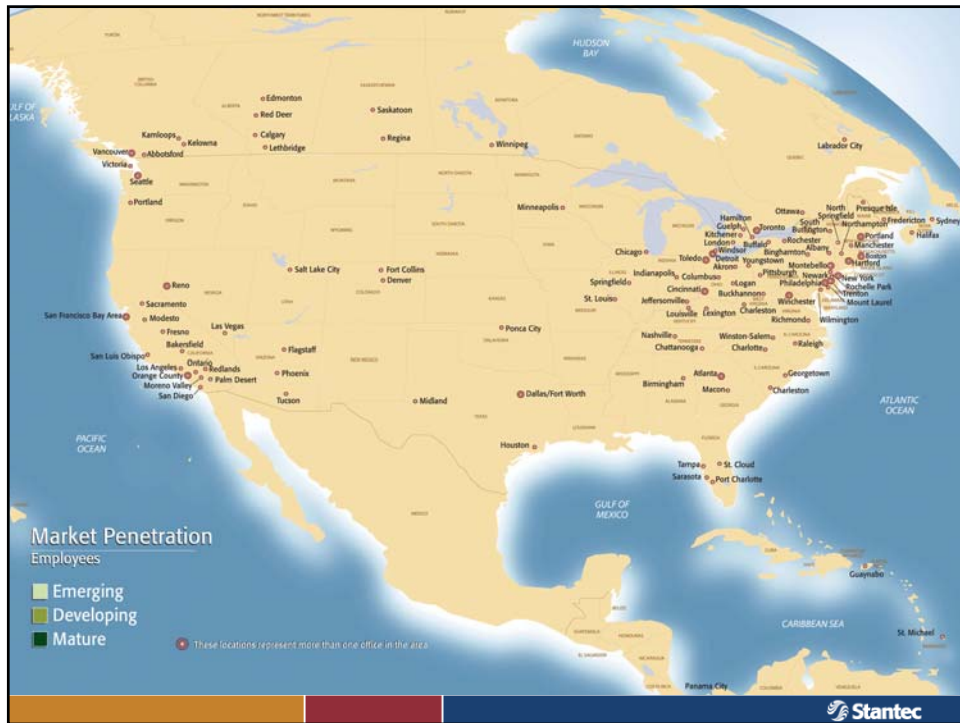 HUDSON
BAY
GULF OF
ALASKA
Edmonton
Red Deer
Saskatoon
Calgary
Lethbridge
Regina
Winnipeg
Kamloops
Kelowna
Vancouver
Abbotsford
Victoria
Seattle
Portland
Labrador City
Minneapolis
Chicago
Ottawa
North
Springfield
Presque Isle
Northampton
South
Burlington
Fredericton
Sydney
Halifax
Hamilton
Guelph
Kitchener
London
Toronto
Windsor
Buffalo
Rochester
Albany
Portland
Manchester
Boston
Hartford
Toledo
Detroit
Akron
Youngstown
Binghamton
Montebello
Newark
New York
Philadelphia
Rochelle Park
Trenton
Mount Laurel
Wilmington
Indianapolis
Columbus
Pittsburgh
Springfield
Cincinnati
Logan
Buckhannon
Winchester
St. Louis
Jeffersonville
Louisville
Lexington
Charleston
Richmond
Salt Lake City
Fort Collins
Denver
Reno
Sacramento
San Francisco Bay Area
Modesto
Fresno
Las Vegas
Bakersfield
San Luis Obispo
Los Angeles
Ontario
Redlands
Orange County
Palm Desert
Moreno Valley
San Diego
Flagstaff
Phoenix
Tucson
Ponca City
Midland
Dallas/Fort Worth
Houston
Nashville
Chattanooga
Winston-Salem
Charlotte
Raleigh
Birmingham
Atlanta
Macon
Georgetown
Charleston
Tampa
St. Cloud
Sarasota
Port Charlotte
PACIFIC
OCEAN
ATLANTIC
OCEAN
GULF OF
MEXICO
CARIBBEAN SEA
Guaynabo
St. Michael
Panama City
Market Penetration
Employees
Emerging
Developing
Mature
These locations represent more than one office in the area
Stantec